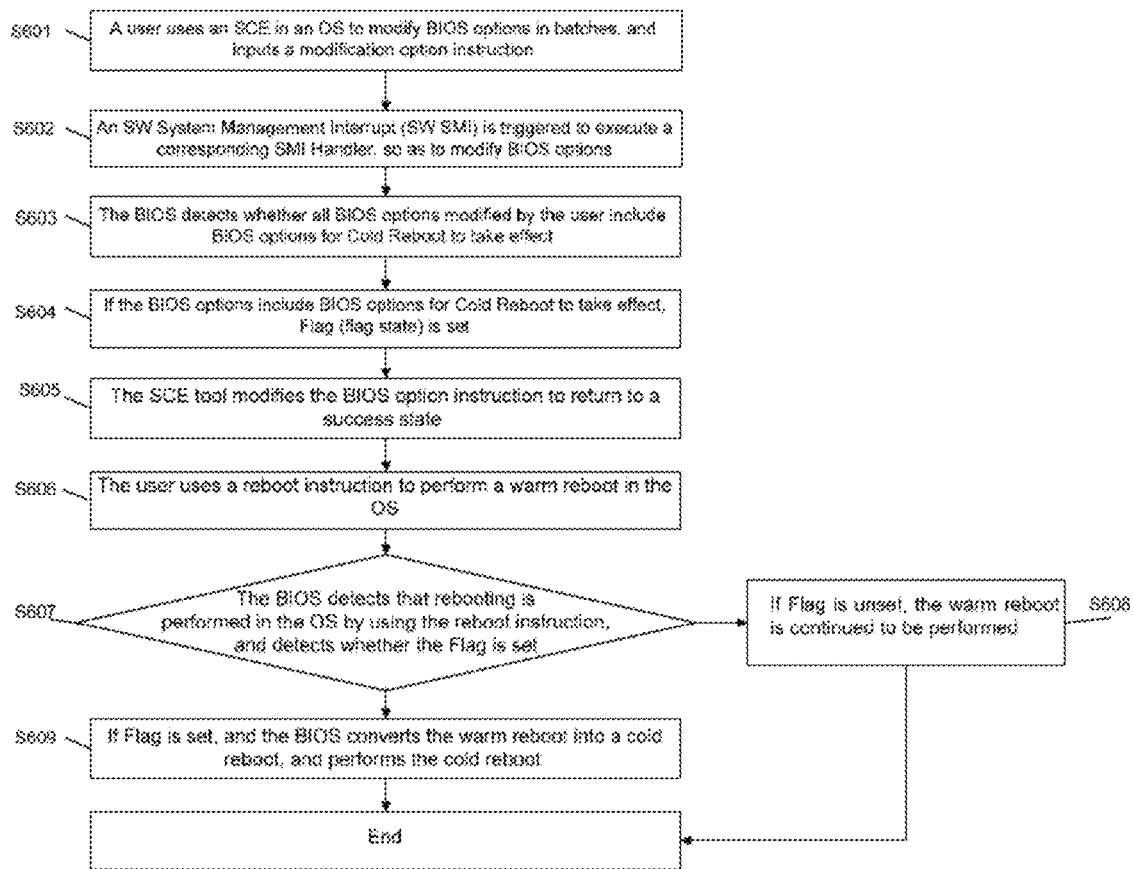 S601
A user uses an SCE in an OS to modify BIOS options in batches, and
inputs a modification option instruction
S602
An SW System Management Interrupt (SW SMI) is triggered to execute a
corresponding SMI Handler, so as to modify BIOS options
S603
The BIOS detects whether all BIOS options modified by the user include
BIOS options for Cold Reboot to take effect
S604
If the BIOS options include BIOS options for Cold Reboot to take effect,
Flag (flag state) is set
S605
The SCE tool modifies the BIOS option instruction to return to a
success state
S606
The user uses a reboot instruction to perform a warm reboot in the
OS
S607
The BIOS detects that rebooting is
performed in the OS by using the reboot instruction,
and detects whether the Flag is set
If Flag is unset, the warm reboot
is continued to be performed
S608
S609
If Flag is set, and the BIOS converts the warm reboot into a cold
reboot, and performs the cold reboot
End